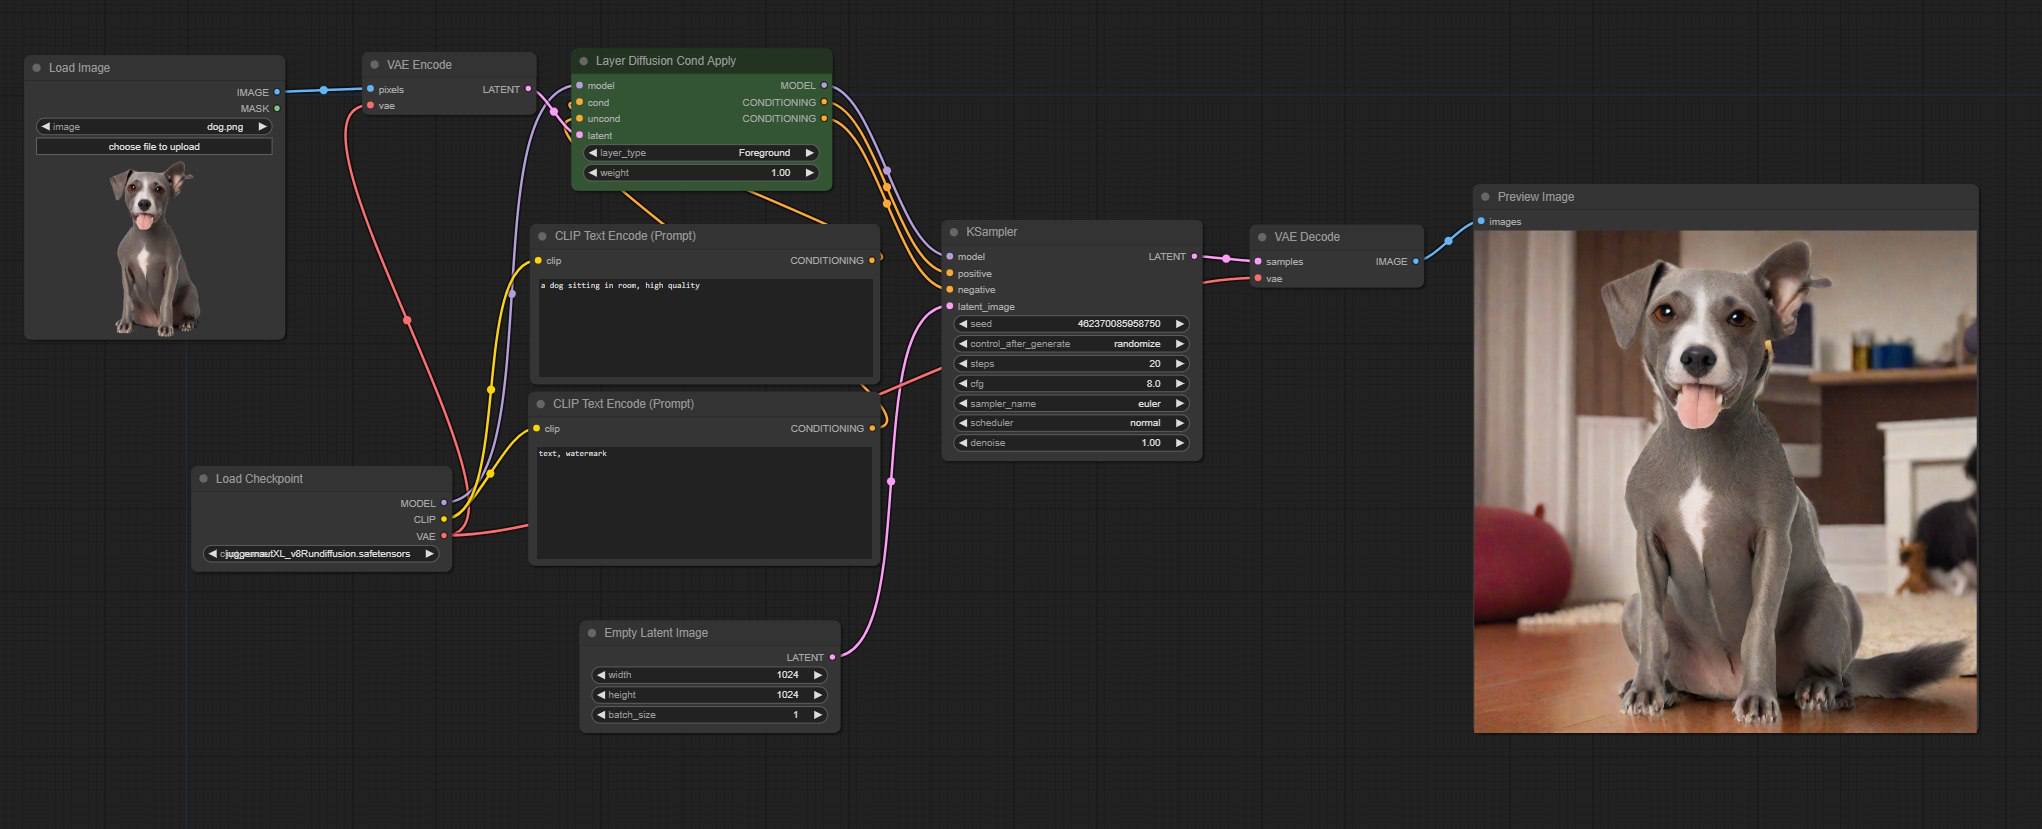 Load Image
IMAGE
MASK
image dog.png
choose file to upload
VAE Encode
pixels LATENT
vae
Layer Diffusion Cond Apply
model MODEL
cond CONDITIONING
uncond CONDITIONING
latent
layer_type Foreground
weight 1.00
CLIP Text Encode (Prompt)
clip CONDITIONING
a dog sitting in room, high quality
CLIP Text Encode (Prompt)
clip CONDITIONING
text, watermark
Load Checkpoint
MODEL
CLIP
VAE
juggernautXL_v8Rundiffusion.safetensors
Empty Latent Image
LATENT
width 1024
height 1024
batch_size 1
KSampler
model LATENT
positive
negative
latent_image
seed 462370085958750
control_after_generate randomize
steps 20
cfg 8.0
sampler_name euler
scheduler normal
denoise 1.00
VAE Decode
samples IMAGE
vae
Preview Image
images